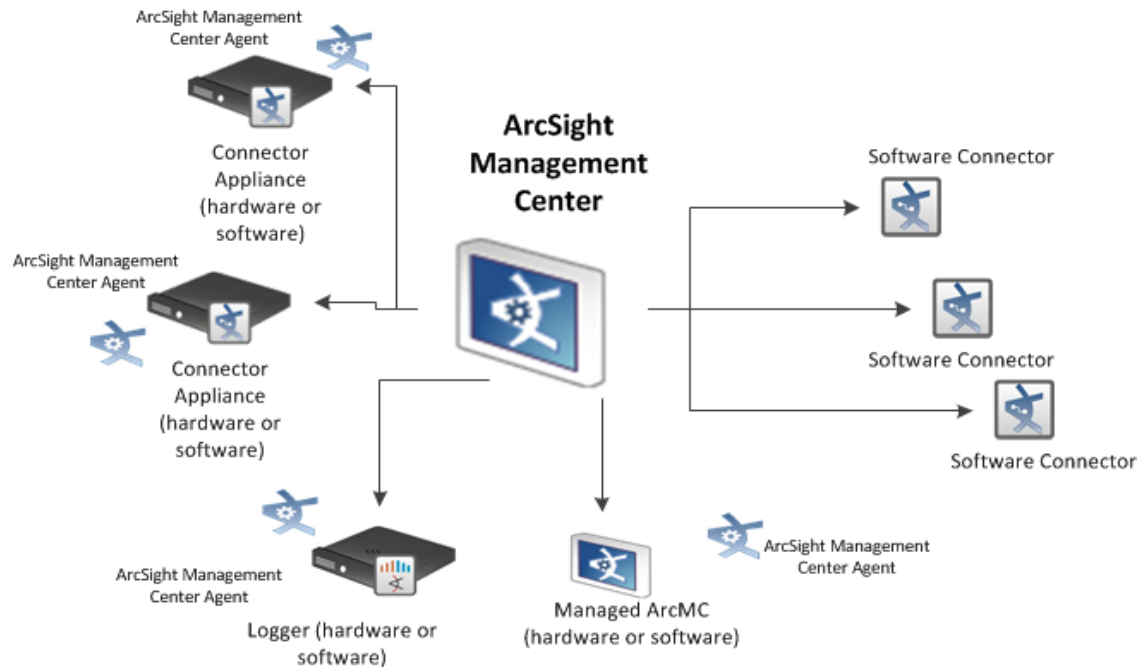 ArcSight Management
Center Agent
Connector
Appliance
(hardware or
software)
ArcSight Management
Center Agent
Connector
Appliance
(hardware or
software)
ArcSight
Management
Center
Software Connector
Software Connector
Software Connector
ArcSight Management
Center Agent
Logger (hardware or
software)
Managed ArcMC
(hardware or software)
ArcSight Management
Center Agent